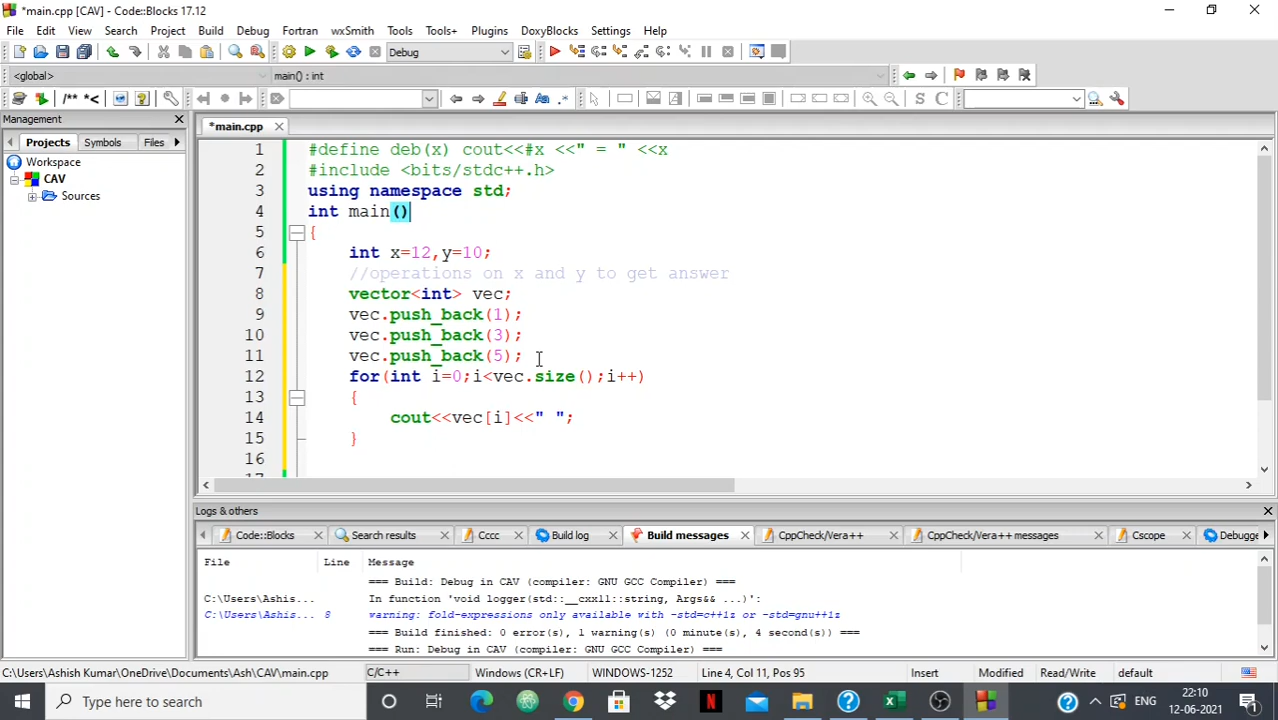 *main.cpp [CAV] - Code::Blocks 17.12
File Edit View Search Project Build Debug Fortran wxSmith Tools Tools+ Plugins DoxyBlocks Settings Help
Debug
<global> main() : int
/** *<
S C
Management
Projects Symbols Files
*main.cpp
Workspace
CAV
Sources
1 #define deb(x) cout<<#x <<" = " <<x
2 #include <bits/stdc++.h>
3 using namespace std;
4 int main()
5 {
6 int x=12,y=10;
7 //operations on x and y to get answer
8 vector<int> vec;
9 vec.push_back(1);
10 vec.push_back(3);
11 vec.push_back(5);
12 for(int i=0;i<vec.size();i++)
13 {
14 cout<<vec[i]<<" ";
15 }
16
17
Logs & others
Code::Blocks Search results Cccc Build log Build messages CppCheck/Vera++ CppCheck/Vera++ messages Cscope Debugge
File Line Message
=== Build: Debug in CAV (compiler: GNU GCC Compiler) ===
C:\Users\Ashis... In function 'void logger(std::__cxx11::string, Args&& ...)':
C:\Users\Ashis... 8 warning: fold-expressions only available with -std=c++1z or -std=gnu++1z
=== Build finished: 0 error(s), 1 warning(s) (0 minute(s), 4 second(s)) ===
=== Run: Debug in CAV (compiler: GNU GCC Compiler) ===
C:\Users\Ashish Kumar\OneDrive\Documents\Ash\CAV\main.cpp C/C++ Windows (CR+LF) WINDOWS-1252 Line 4, Col 11, Pos 95 Insert Modified Read/Write default
Type here to search
ENG
22:10
12-06-2021